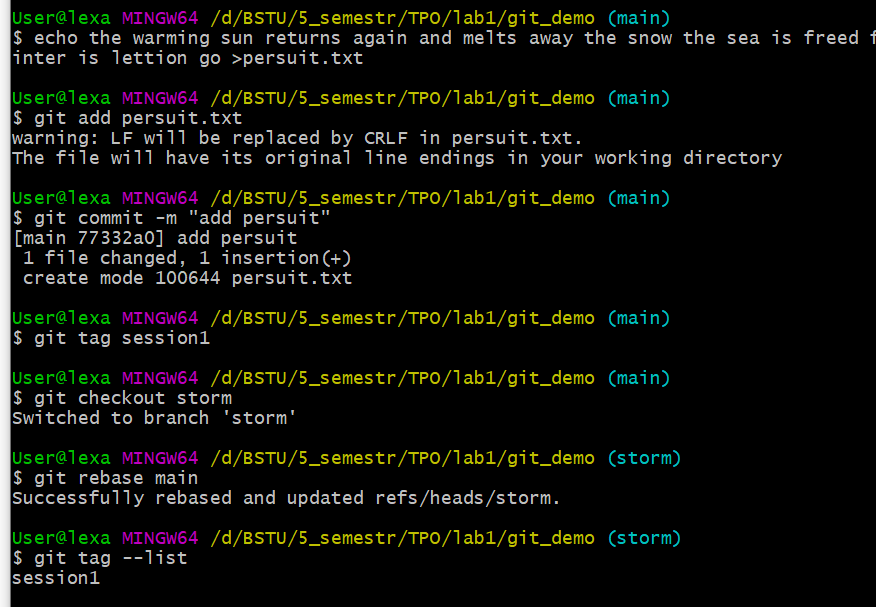 User@lexa MINGW64 /d/BSTU/5_semestr/TPO/lab1/git_demo (main)
$ echo the warming sun returns again and melts away the snow the sea is freed f
inter is lettion go >persuit.txt
User@lexa MINGW64 /d/BSTU/5_semestr/TPO/lab1/git_demo (main)
$ git add persuit.txt
warning: LF will be replaced by CRLF in persuit.txt.
The file will have its original line endings in your working directory
User@lexa MINGW64 /d/BSTU/5_semestr/TPO/lab1/git_demo (main)
$ git commit -m "add persuit"
[main 77332a0] add persuit
 1 file changed, 1 insertion(+)
 create mode 100644 persuit.txt
User@lexa MINGW64 /d/BSTU/5_semestr/TPO/lab1/git_demo (main)
$ git tag session1
User@lexa MINGW64 /d/BSTU/5_semestr/TPO/lab1/git_demo (main)
$ git checkout storm
Switched to branch 'storm'
User@lexa MINGW64 /d/BSTU/5_semestr/TPO/lab1/git_demo (storm)
$ git rebase main
Successfully rebased and updated refs/heads/storm.
User@lexa MINGW64 /d/BSTU/5_semestr/TPO/lab1/git_demo (storm)
$ git tag --list
session1